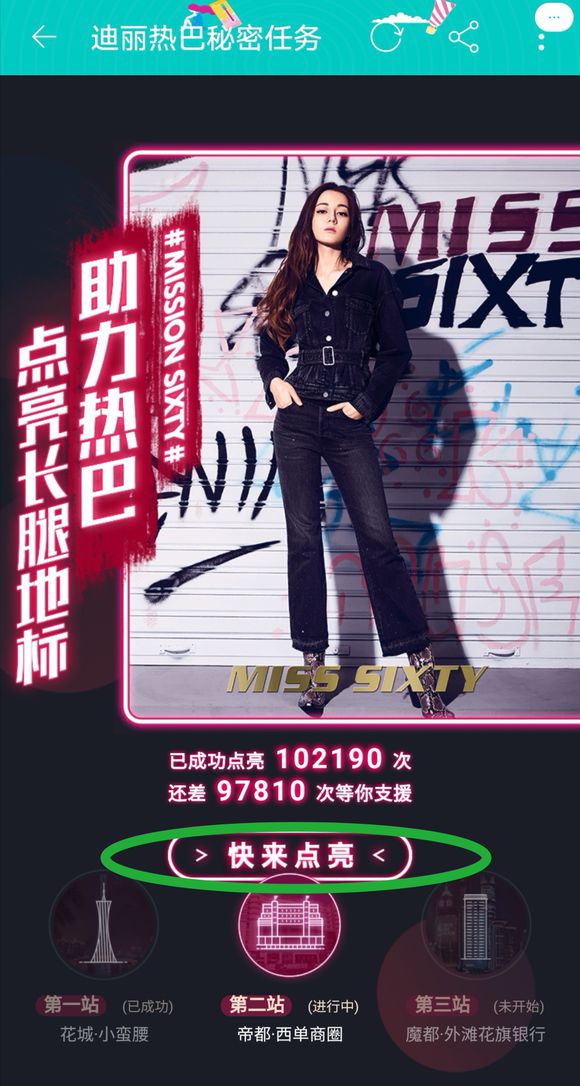 迪丽热巴秘密任务
# MISSION SIXTY #
助力热巴
点亮长腿地标
MISS
SIXT
MISS SIXTY
已成功点亮 102190 次
还差 97810 次等你支援
> 快来点亮 <
第一站 (已成功)
花城·小蛮腰
第二站 (进行中)
帝都·西单商圈
第三站 (未开始)
魔都·外滩花旗银行